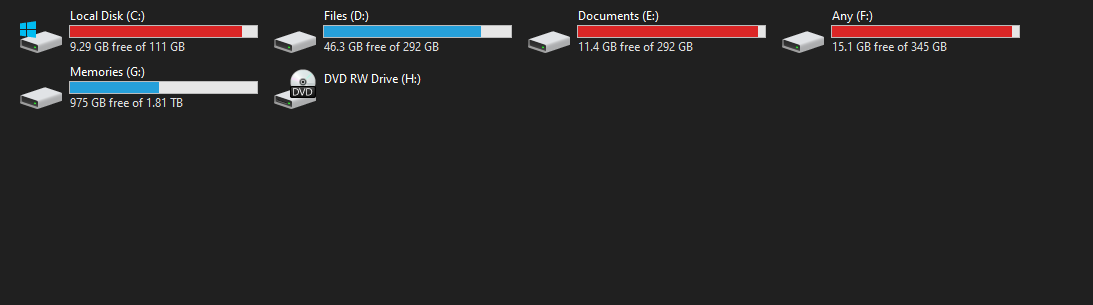 Local Disk (C:)
9.29 GB free of 111 GB
Files (D:)
46.3 GB free of 292 GB
Documents (E:)
11.4 GB free of 292 GB
Any (F:)
15.1 GB free of 345 GB
Memories (G:)
975 GB free of 1.81 TB
DVD
DVD RW Drive (H:)